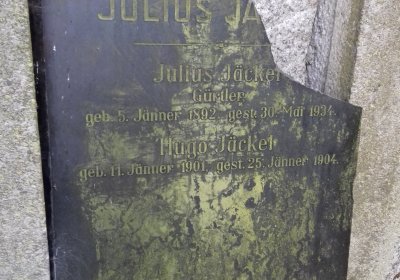 JULIUS JÄ
Julius Jäckel
Gürtler
geb. 5. Jänner 1892, gest. 30. Mai 1934.
Hugo Jäckel
geb. 11. Jänner 1901, gest. 25. Jänner 1904.